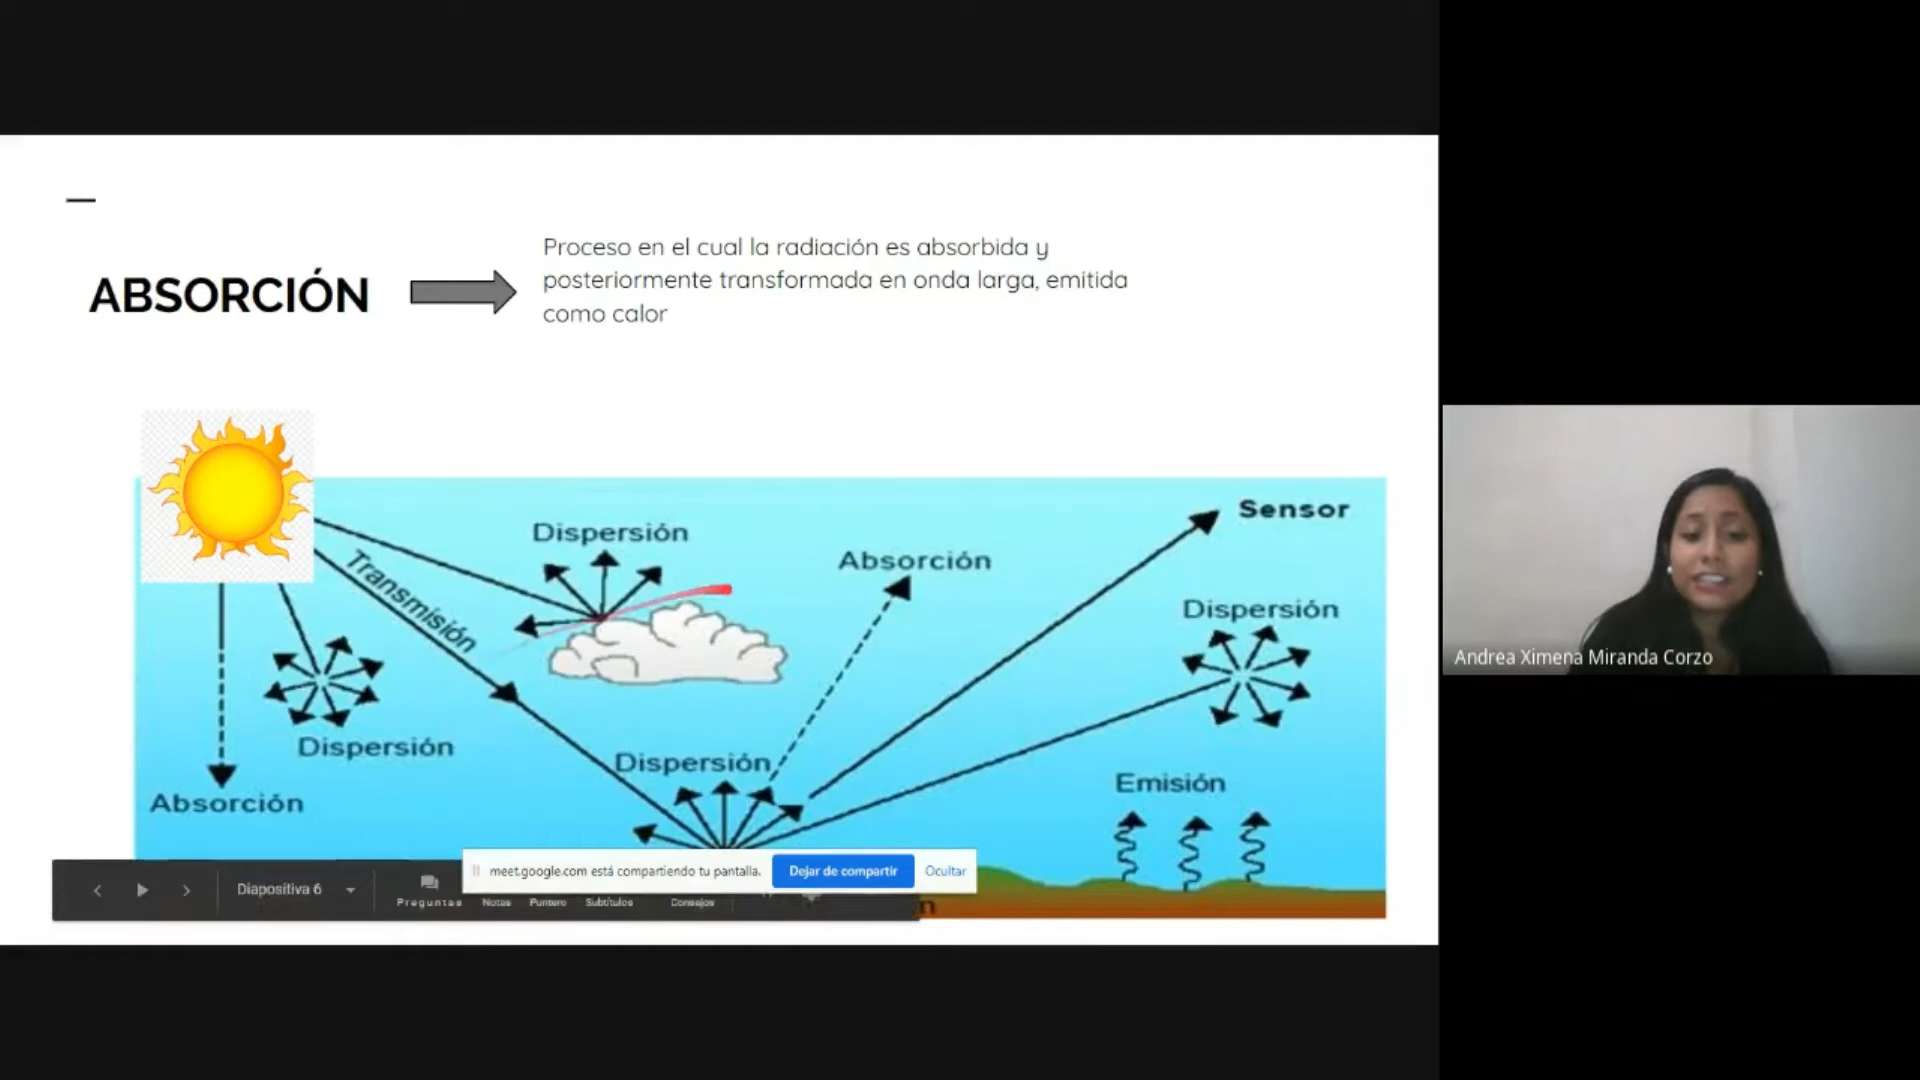 ABSORCIÓN
Proceso en el cual la radiación es absorbida y
posteriormente transformada en onda larga, emitida
como calor
Sensor
Dispersión
Absorción
Transmisión
Dispersión
Dispersión
Dispersión
Emisión
Absorción
meet.google.com está compartiendo tu pantalla.
Dejar de compartir
Ocultar
Diapositiva 6
Preguntas
Notas
Puntero
Subtítulos
Consejos
n
Andrea Ximena Miranda Corzo